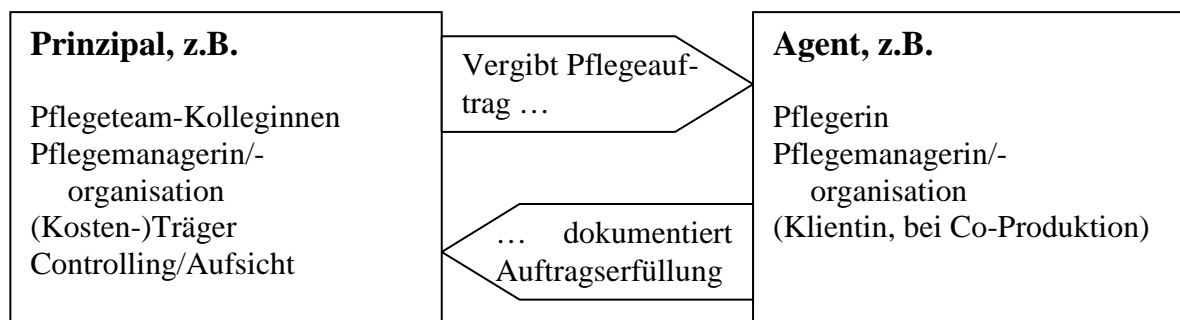 Prinzipal, z.B.
Pflegeteam-Kolleginnen
Pflegemanagerin/-
organisation
(Kosten-)Träger
Controlling/Aufsicht
Vergibt Pflegeauf-
trag …
… dokumentiert
Auftragserfüllung
Agent, z.B.
Pflegerin
Pflegemanagerin/-
organisation
(Klientin, bei Co-Produktion)